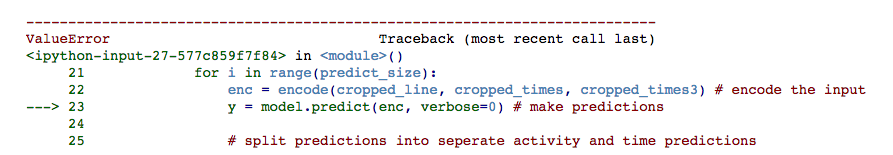 ---------------------------------------------------------------------------
ValueError                                Traceback (most recent call last)
<ipython-input-27-577c859f7f84> in <module>()
     21             for i in range(predict_size):
     22                 enc = encode(cropped_line, cropped_times, cropped_times3) # encode the input
---> 23                 y = model.predict(enc, verbose=0) # make predictions
     24
     25                 # split predictions into seperate activity and time predictions